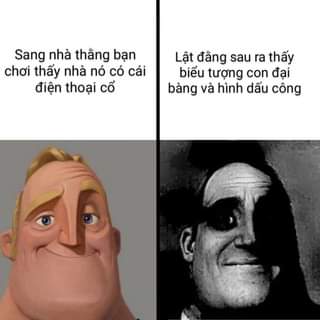 Sang nhà thằng bạn
chơi thấy nhà nó có cái
điện thoại cổ
Lật đằng sau ra thấy
biểu tượng con đại
bàng và hình dấu công